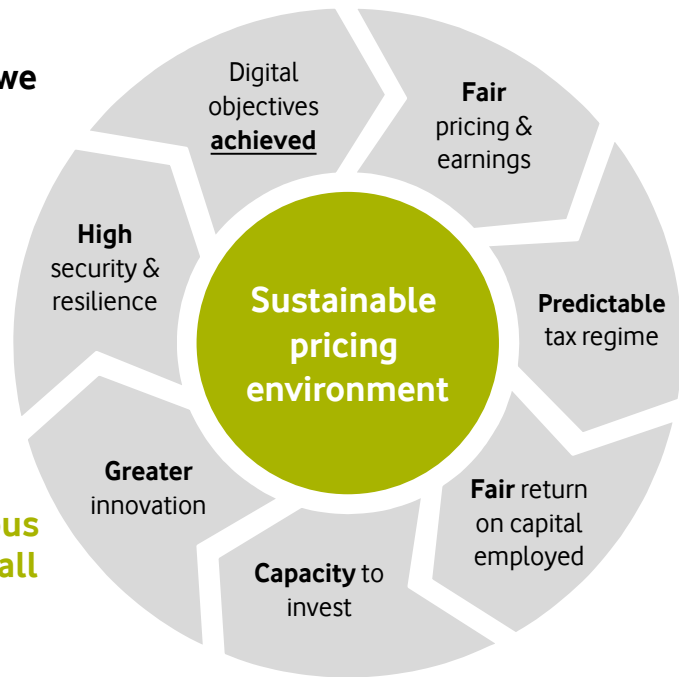 we
Digital
objectives
achieved
Fair
pricing &
earnings
High
security &
resilience
Sustainable
pricing
environment
Predictable
tax regime
Greater
innovation
Fair return
on capital
employed
Capacity to
invest
ous
all